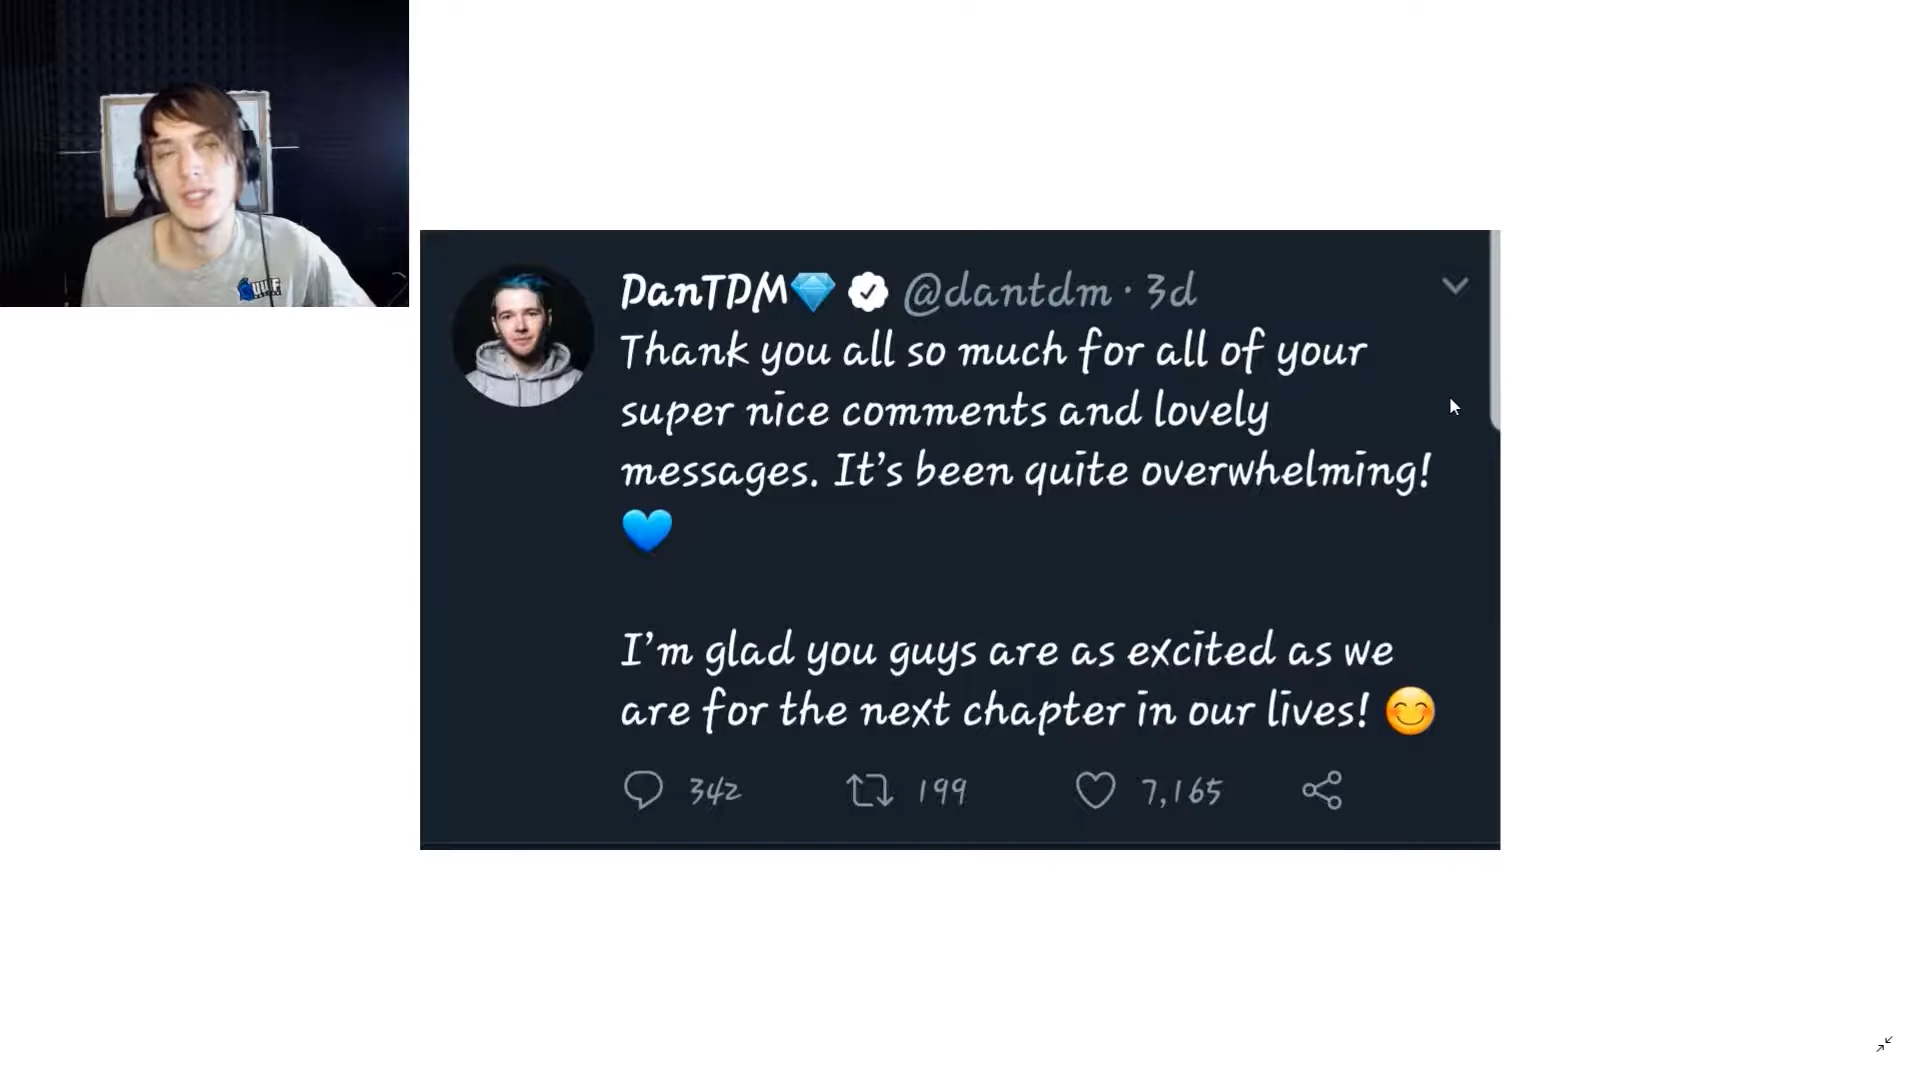 DanTDM💎 @dantdm · 3d
Thank you all so much for all of your
super nice comments and lovely
messages. It's been quite overwhelming!
💙
I'm glad you guys are as excited as we
are for the next chapter in our lives! 😊
342 199 7,165